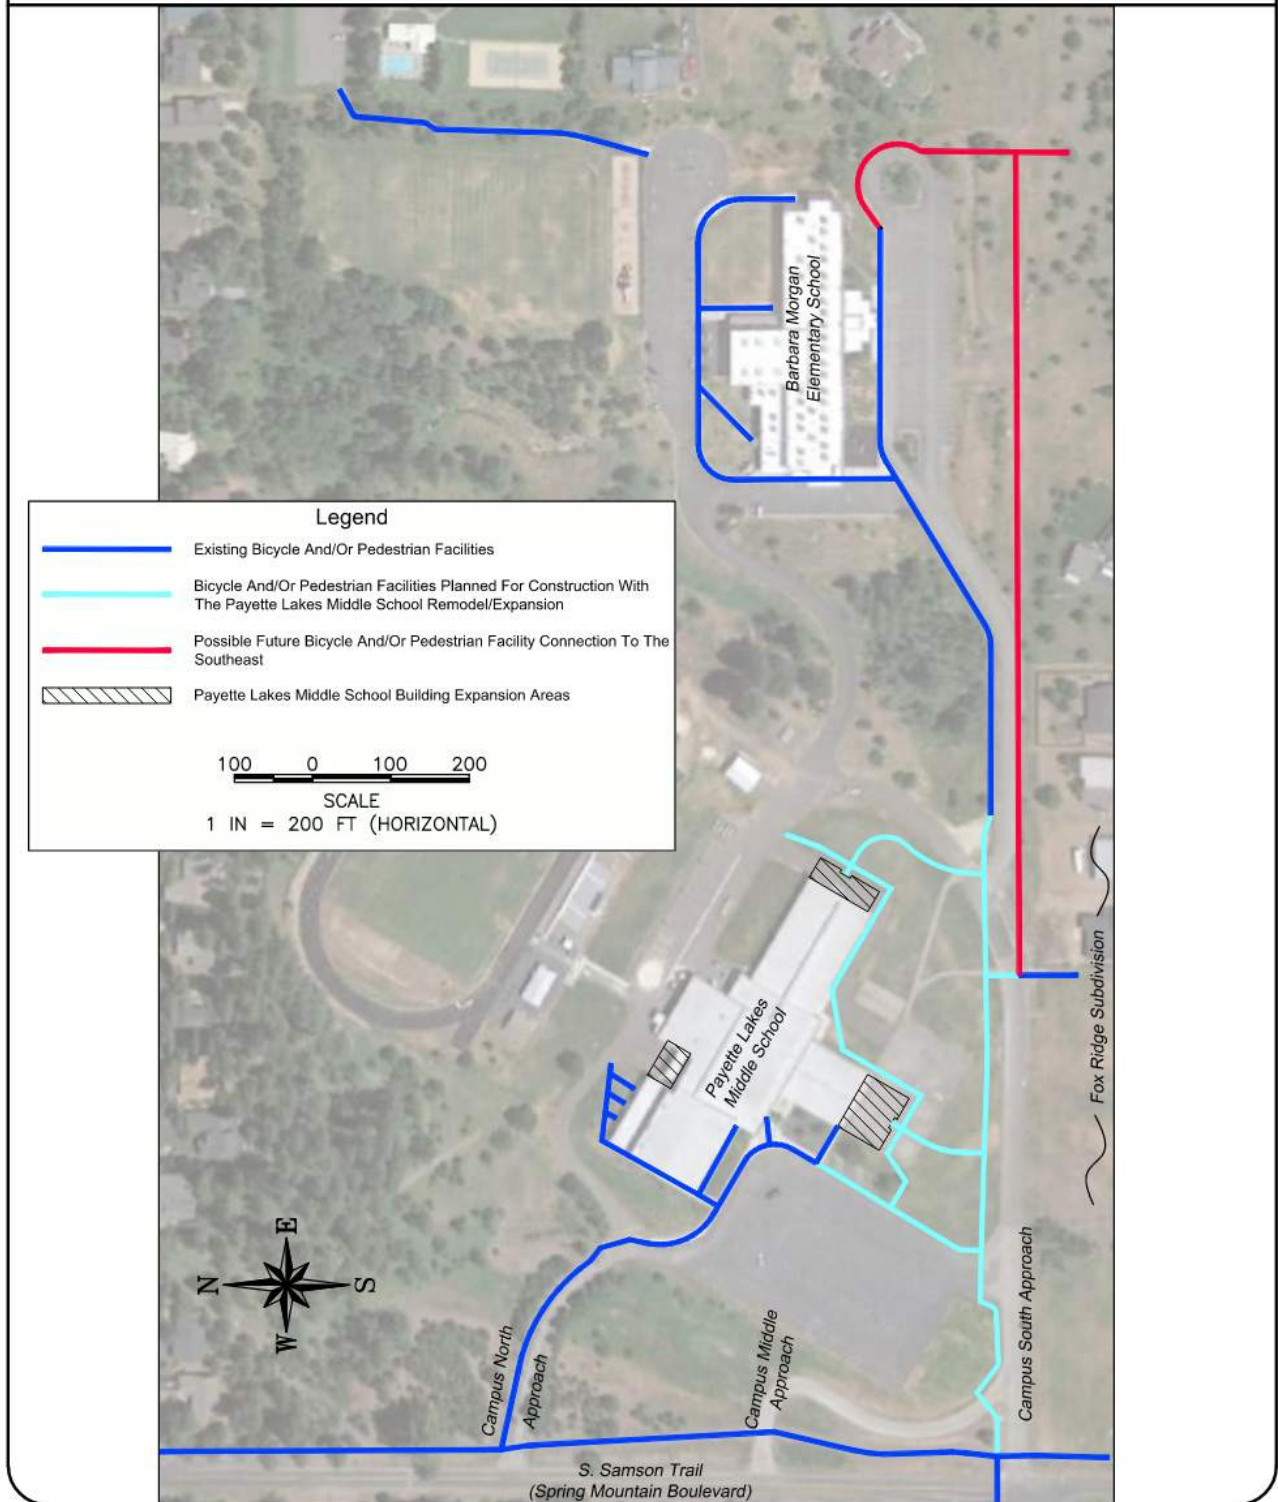 Barbara Morgan
Elementary School
Legend
Existing Bicycle And/Or Pedestrian Facilities
Bicycle And/Or Pedestrian Facilities Planned For Construction With
The Payette Lakes Middle School Remodel/Expansion
Possible Future Bicycle And/Or Pedestrian Facility Connection To The
Southeast
Payette Lakes Middle School Building Expansion Areas
100 0 100 200
SCALE
1 IN = 200 FT (HORIZONTAL)
Payette Lakes
Middle School
Fox Ridge Subdivision
E
N
S
W
Campus North
Approach
Campus Middle
Approach
Campus South Approach
S. Samson Trail
(Spring Mountain Boulevard)